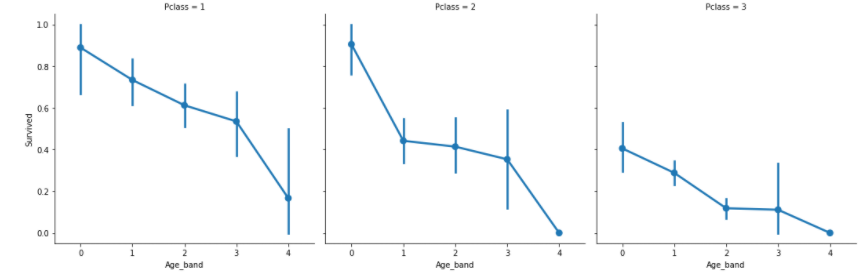 Pclass = 1
Pclass = 2
Pclass = 3
1.0
0.8
0.6
0.4
0.2
0.0
Survived
0 1 2 3 4
0 1 2 3 4
0 1 2 3 4
Age_band
Age_band
Age_band